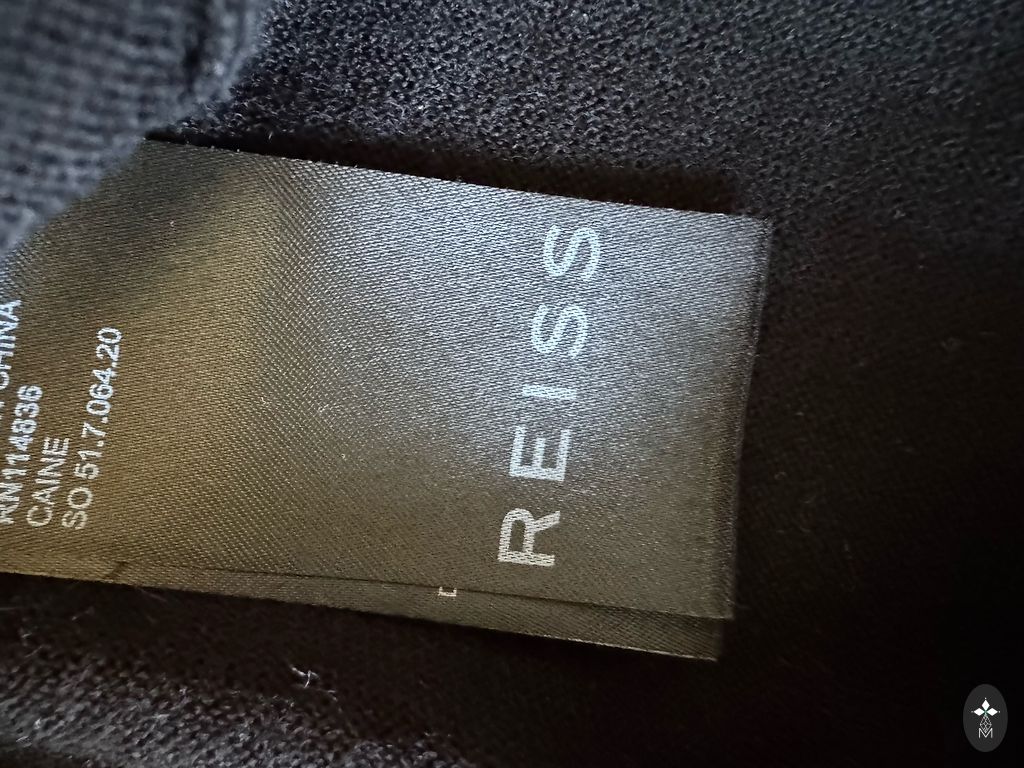 CHINA
RN114836
CAINE
SO 51.7.064.20
REISS
M